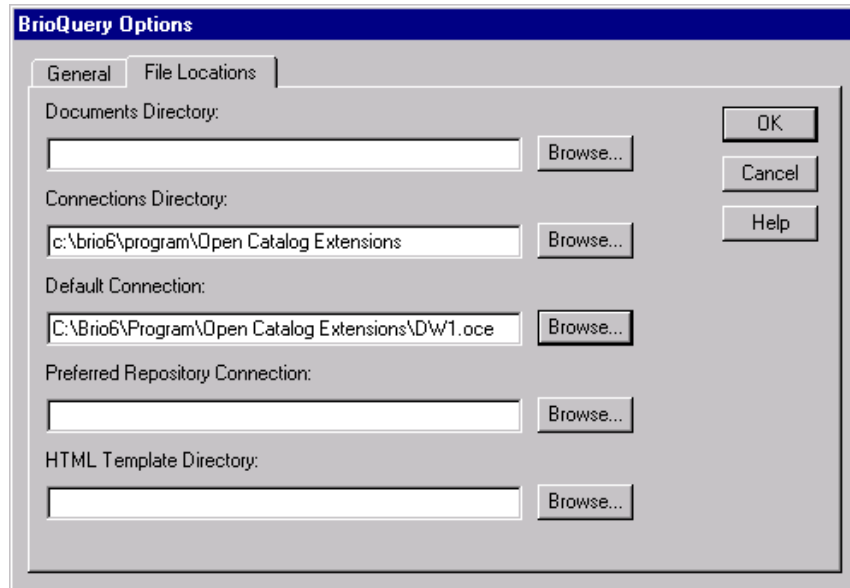 BrioQuery Options
General File Locations
Documents Directory:
OK
Browse...
Cancel
Connections Directory:
Help
c:\brio6\program\Open Catalog Extensions Browse...
Default Connection:
C:\Brio6\Program\Open Catalog Extensions\DW1.oce Browse...
Preferred Repository Connection:
Browse...
HTML Template Directory:
Browse...